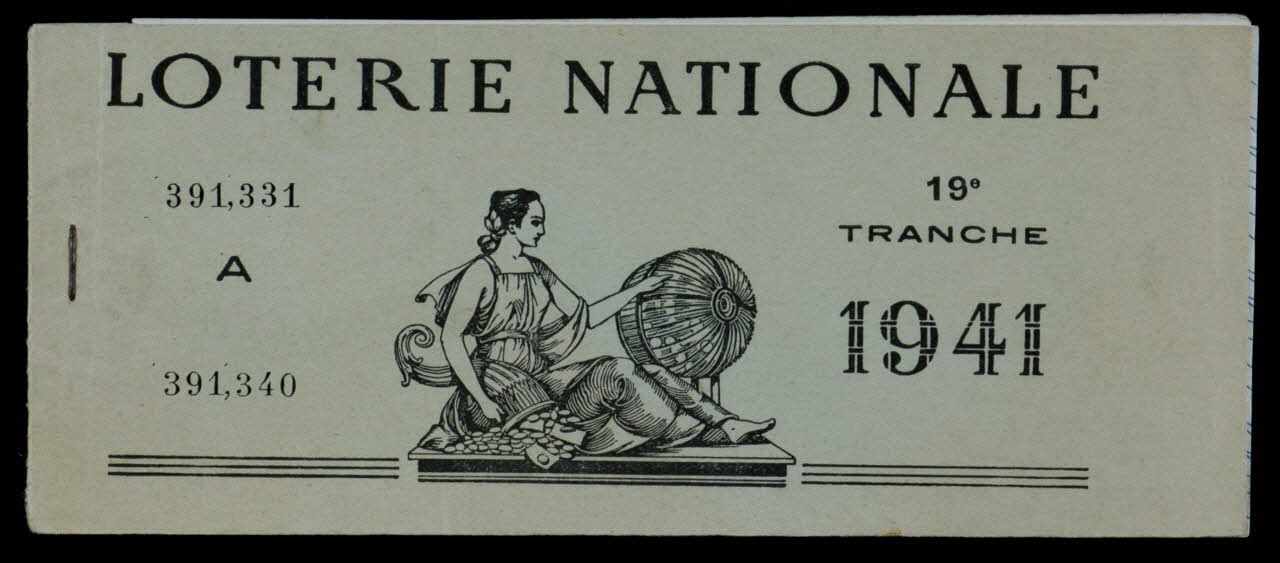 LOTERIE NATIONALE
391,331
A
391,340
19e
TRANCHE
1941